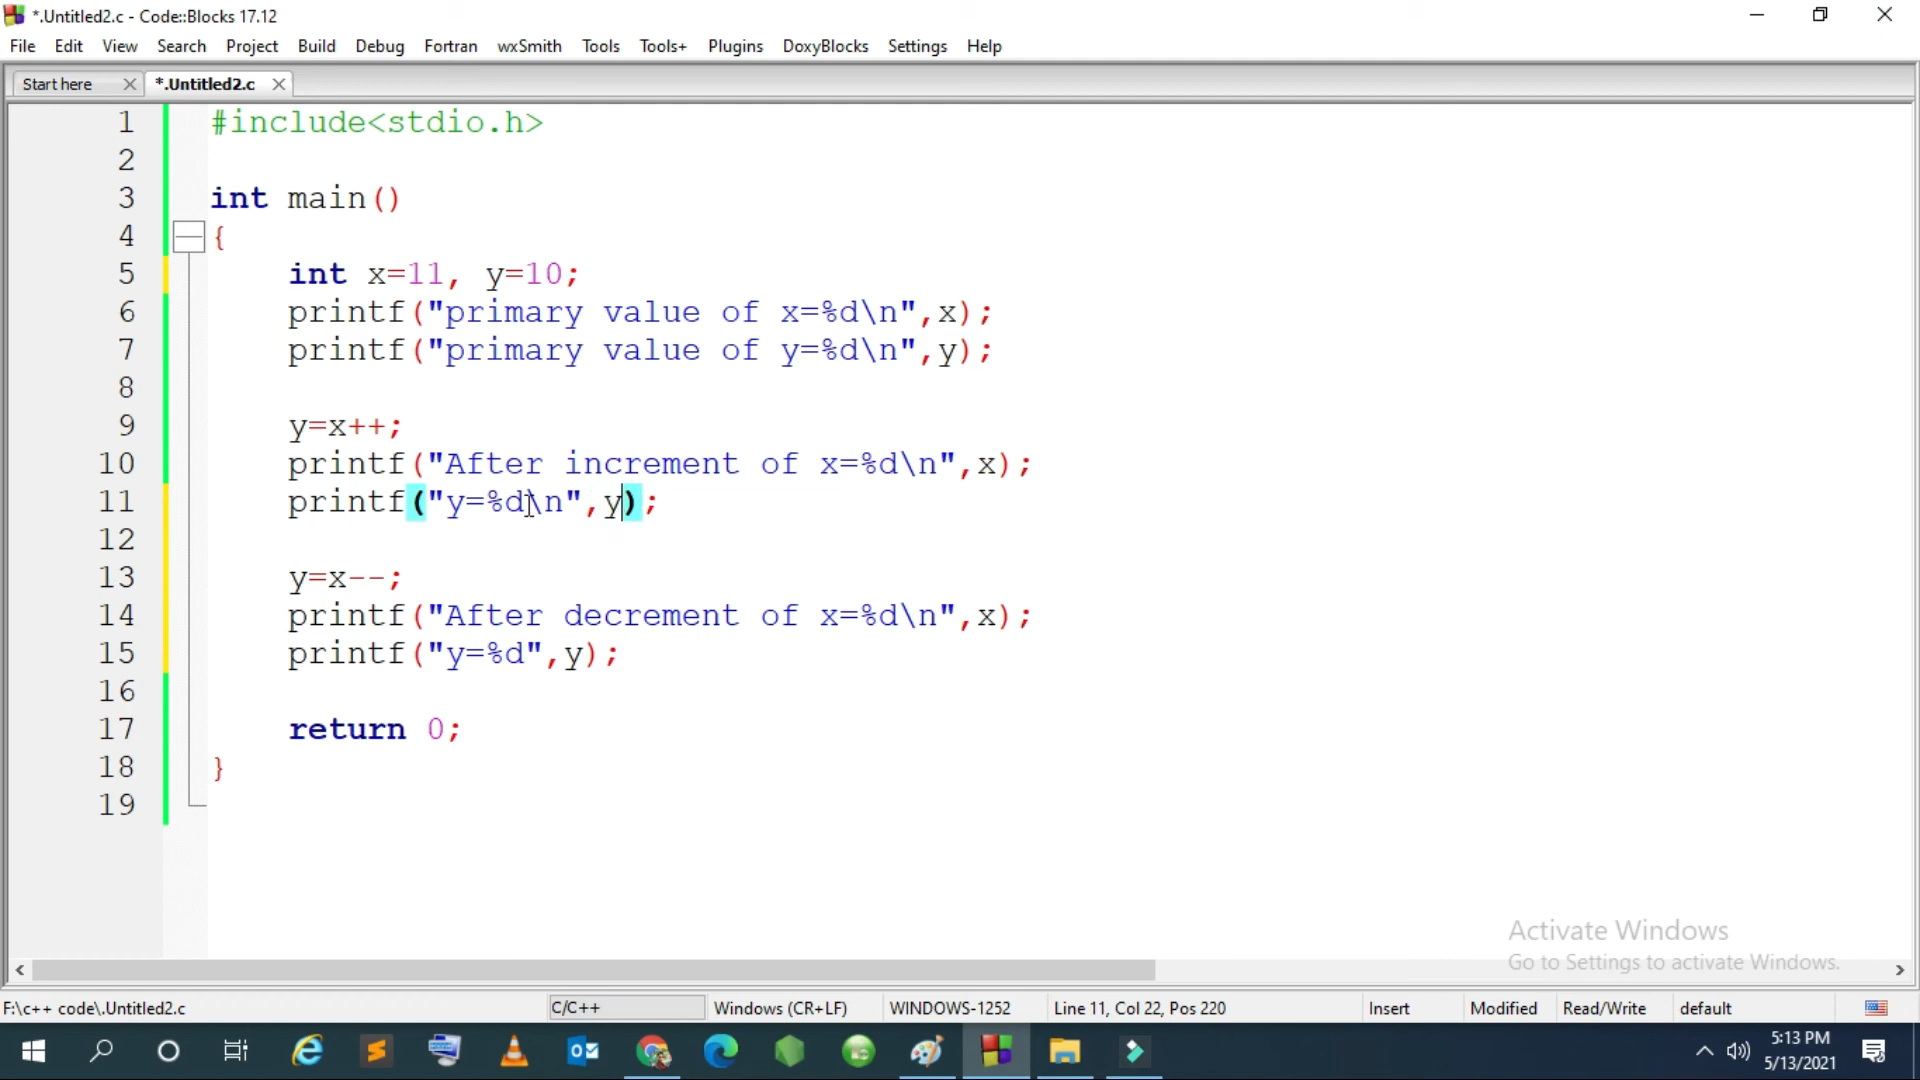 *.Untitled2.c - Code::Blocks 17.12
File Edit View Search Project Build Debug Fortran wxSmith Tools Tools+ Plugins DoxyBlocks Settings Help
Start here *.Untitled2.c
1 #include<stdio.h>
2
3 int main()
4 {
5 int x=11, y=10;
6 printf("primary value of x=%d\n",x);
7 printf("primary value of y=%d\n",y);
8
9 y=x++;
10 printf("After increment of x=%d\n",x);
11 printf("y=%d\n",y);
12
13 y=x--;
14 printf("After decrement of x=%d\n",x);
15 printf("y=%d",y);
16
17 return 0;
18 }
19
Activate Windows
Go to Settings to activate Windows.
F:\c++ code\.Untitled2.c C/C++ Windows (CR+LF) WINDOWS-1252 Line 11, Col 22, Pos 220 Insert Modified Read/Write default
5:13 PM
5/13/2021